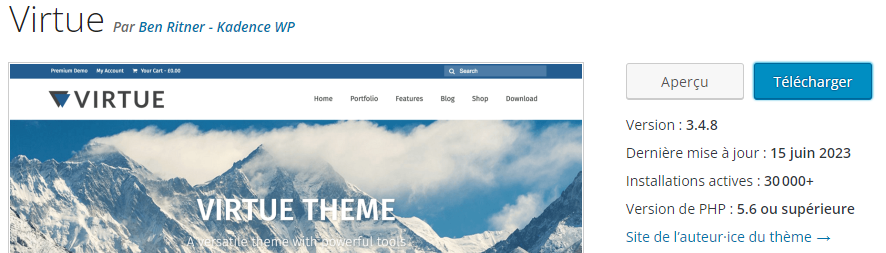 Virtue Par Ben Ritner - Kadence WP
Premium Demo My Account Your Cart - £0.00 Search
VIRTUE Home Portfolio Features Blog Shop Download
VIRTUE THEME
A versatile theme with powerful tools
Aperçu Télécharger
Version : 3.4.8
Dernière mise à jour : 15 juin 2023
Installations actives : 30 000+
Version de PHP : 5.6 ou supérieure
Site de l’auteur·ice du thème →